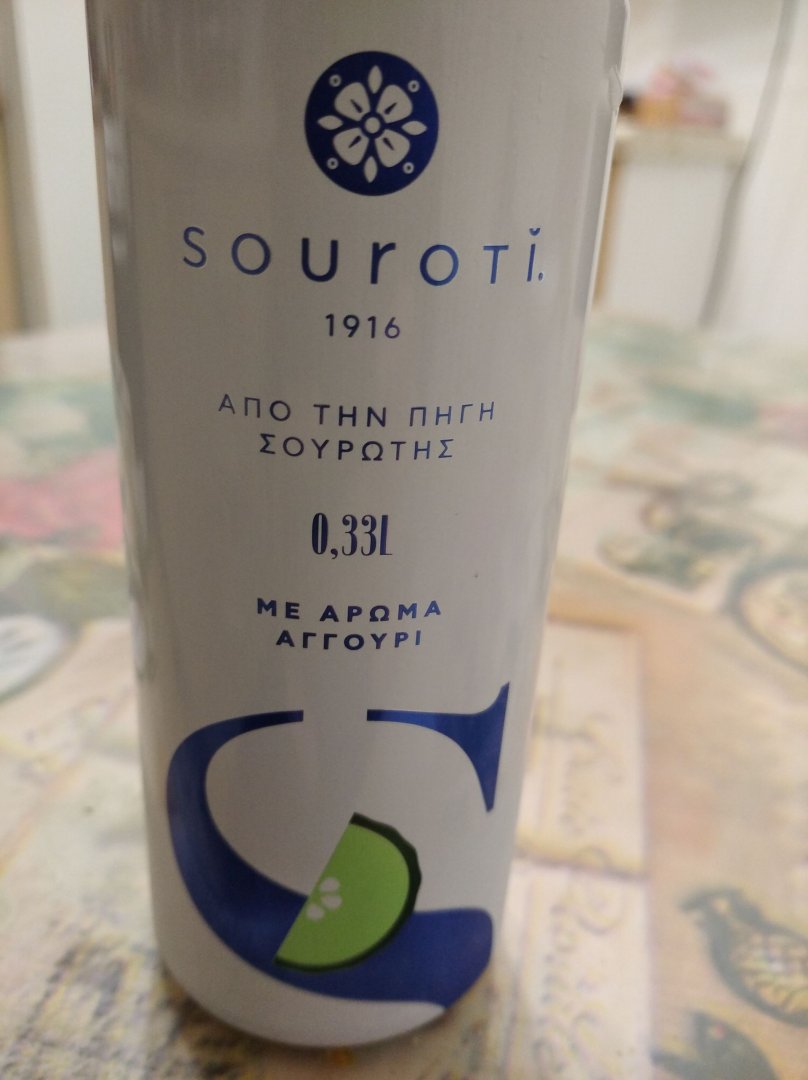 souroti.
1916
ΑΠΟ ΤΗΝ ΠΗΓΗ
ΣΟΥΡΩΤΗΣ
0,33L
ΜΕ ΑΡΩΜΑ
ΑΓΓΟΥΡΙ